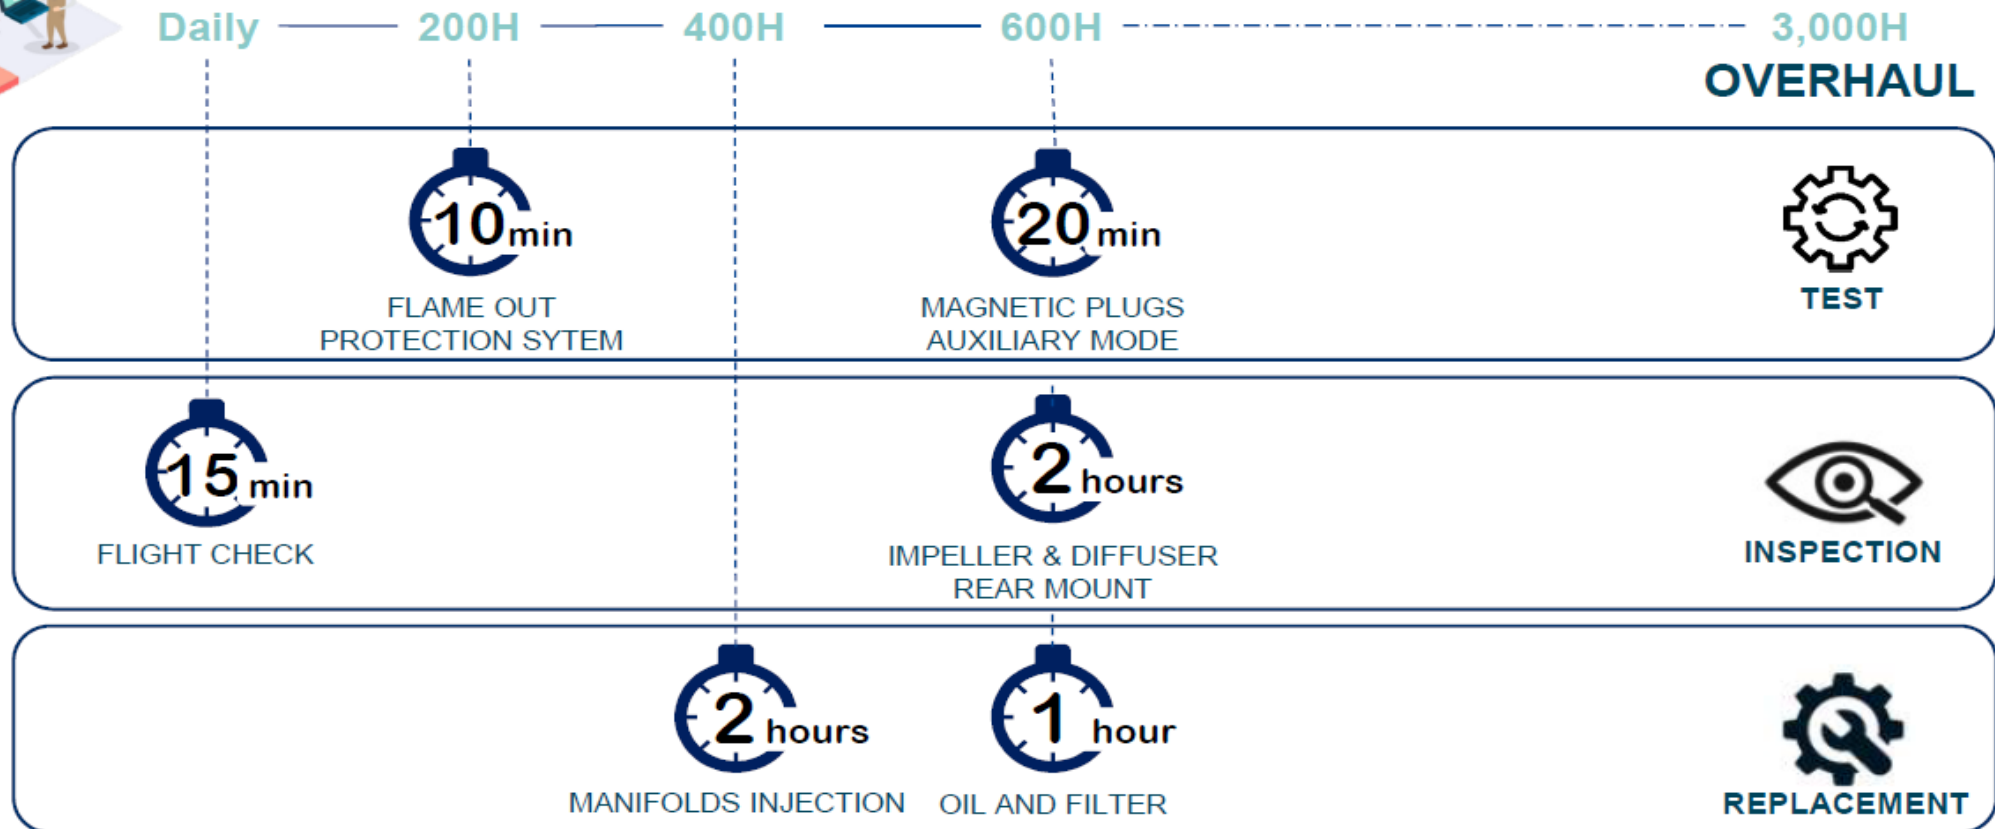 Daily 200H 400H 600H 3,000H
OVERHAUL
10 min
20 min
FLAME OUT
PROTECTION SYTEM
MAGNETIC PLUGS
AUXILIARY MODE
TEST
15 min
2 hours
FLIGHT CHECK
IMPELLER & DIFFUSER
REAR MOUNT
INSPECTION
2 hours
1 hour
MANIFOLDS INJECTION
OIL AND FILTER
REPLACEMENT